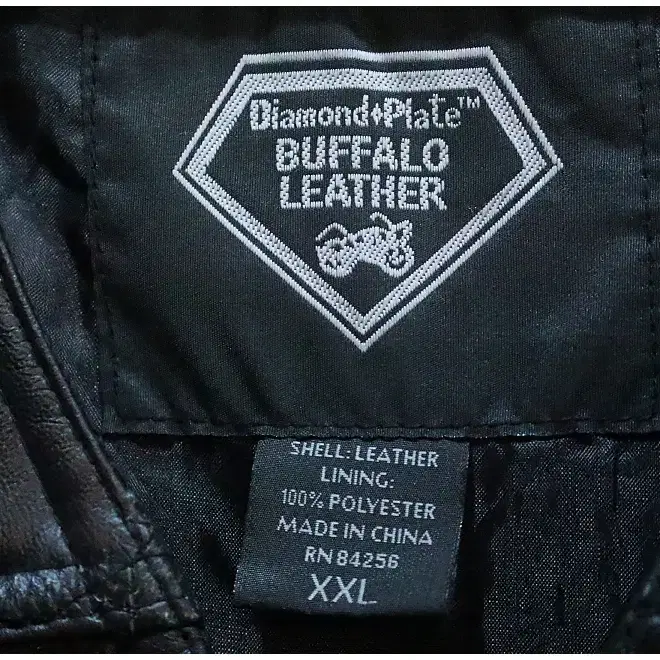 Diamond♦Plate™
BUFFALO
LEATHER
SHELL: LEATHER
LINING:
100% POLYESTER
MADE IN CHINA
RN 84256
XXL